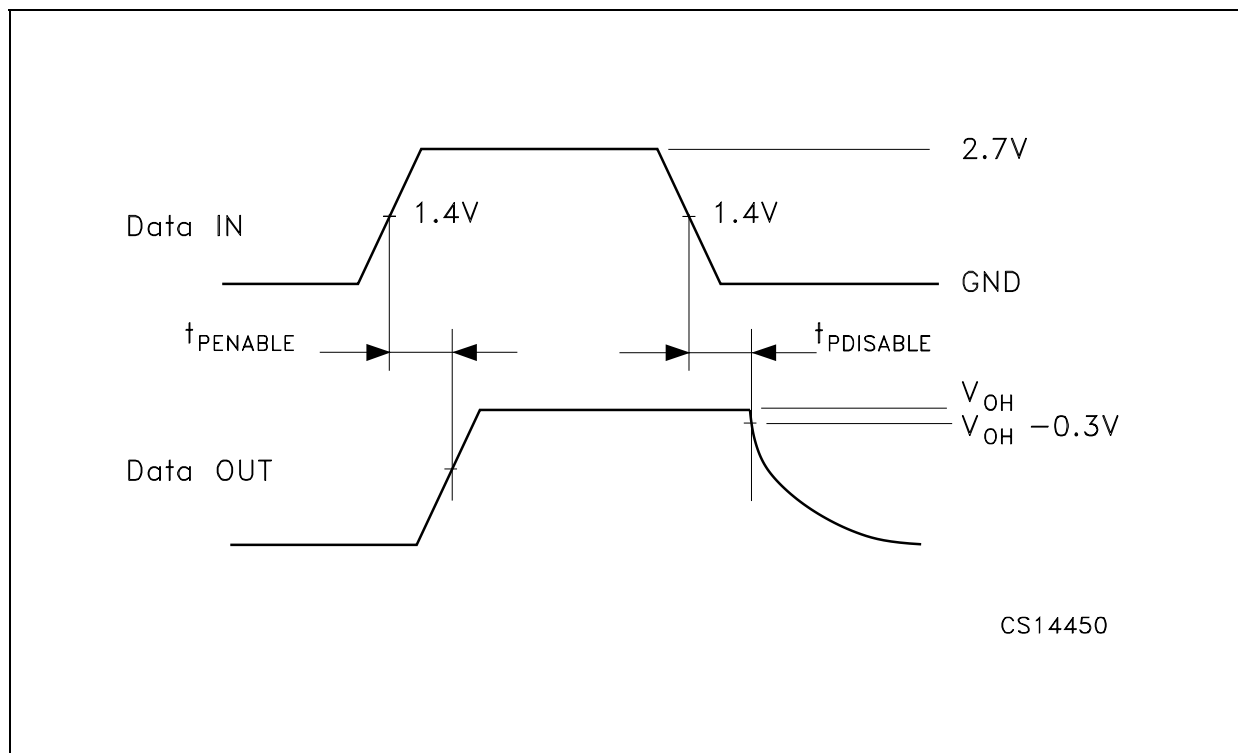 2.7V
1.4V 1.4V
Data IN
GND
tPENABLE tPDISABLE
VOH
VOH -0.3V
Data OUT
CS14450